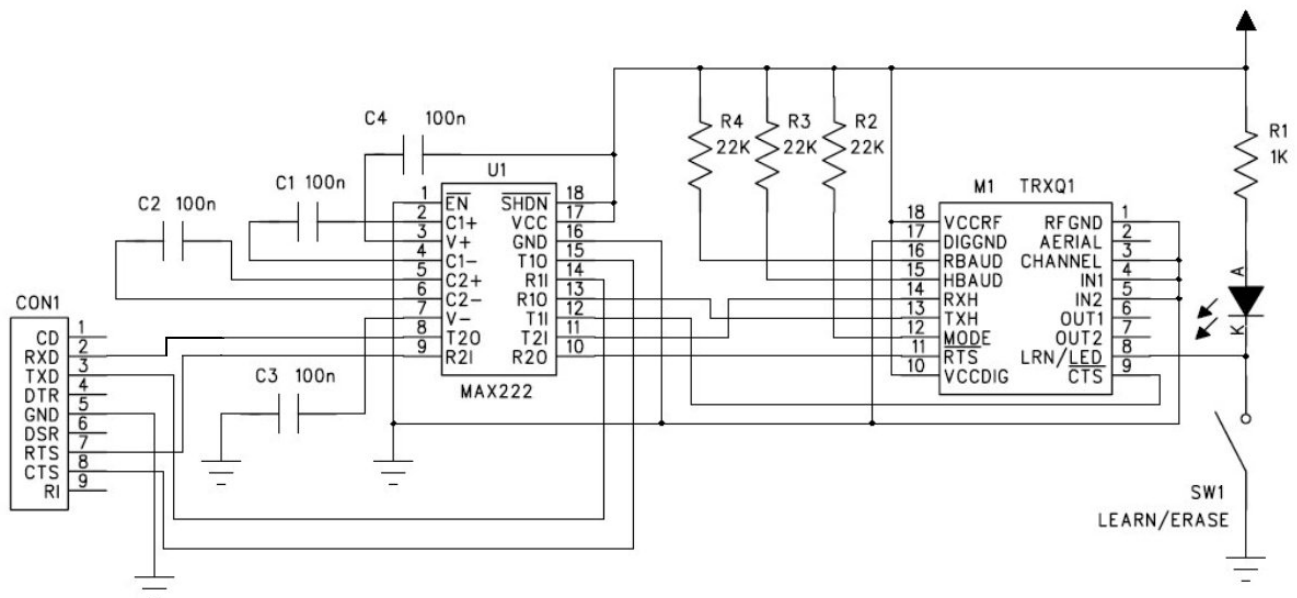 C4 100n
C1 100n
C2 100n
C3 100n
U1
1 EN SHDN 18
2 C1+ VCC 17
3 V+ GND 16
4 C1- T1O 15
5 C2+ R1I 14
6 C2- R1O 13
7 V- T1I 12
8 T2O T2I 11
9 R2I R2O 10
MAX222
CON1
CD 1
RXD 2
TXD 3
DTR 4
GND 5
DSR 6
RTS 7
CTS 8
RI 9
R4
22K
R3
22K
R2
22K
R1
1K
M1 TRXQ1
18 VCCRF RFGND 1
17 DIGGND AERIAL 2
16 RBAUD CHANNEL 3
15 HBAUD IN1 4
14 RXH IN2 5
13 TXH OUT1 6
12 MODE OUT2 7
11 RTS LRN/LED 8
10 VCCDIG CTS 9
A
K
SW1
LEARN/ERASE